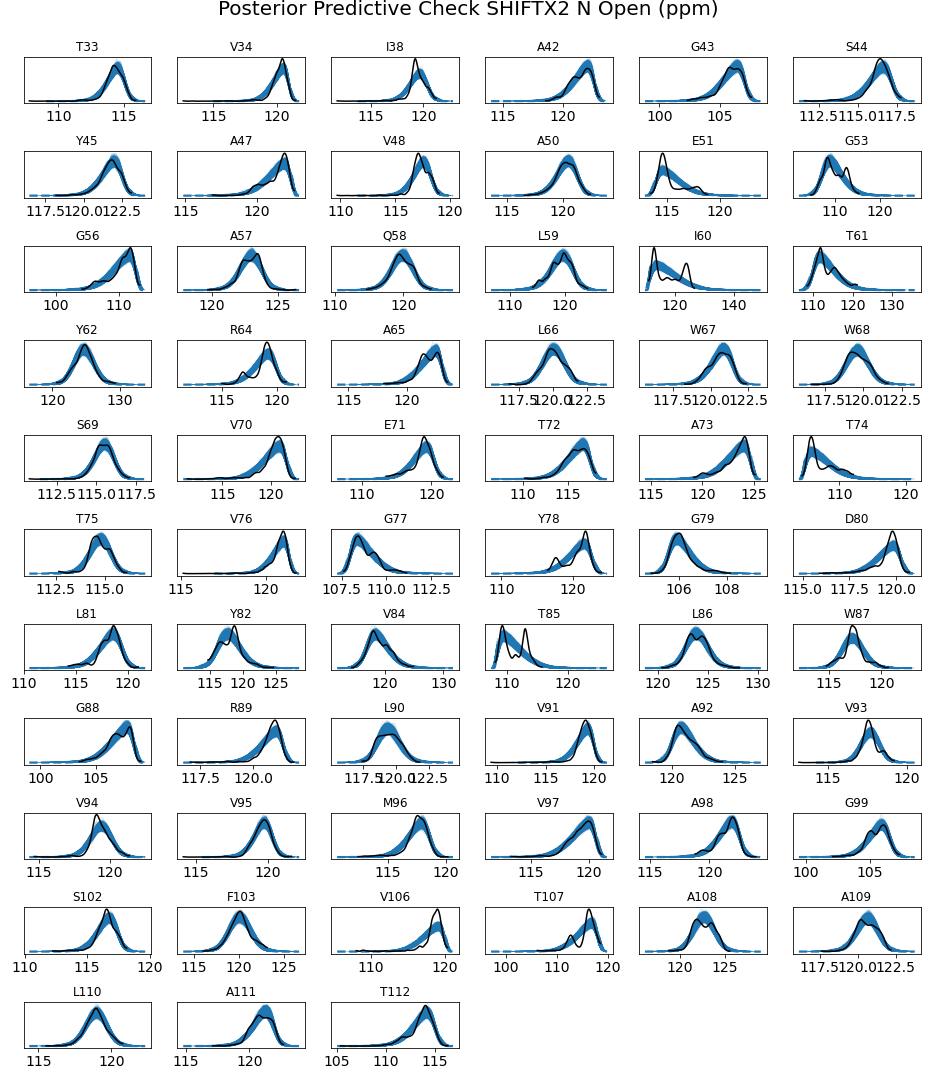 Posterior Predictive Check SHIFTX2 N Open (ppm)
T33 V34 I38 A42 G43 S44
110 115 115 120 115 120 115 120 100 105 112.5 115.0 117.5
Y45 A47 V48 A50 E51 G53
117.5 120.0 122.5 115 120 110 115 120 115 120 115 120 110 120
G56 A57 Q58 L59 I60 T61
100 110 120 125 110 120 110 120 120 140 110 120 130
Y62 R64 A65 L66 W67 W68
120 130 115 120 115 120 117.5 120.0 122.5 117.5 120.0 122.5 117.5 120.0 122.5
S69 V70 E71 T72 A73 T74
112.5 115.0 117.5 115 120 110 120 110 115 115 120 125 110 120
T75 V76 G77 Y78 G79 D80
112.5 115.0 115 120 107.5 110.0 112.5 110 120 106 108 115.0 117.5 120.0
L81 Y82 V84 T85 L86 W87
110 115 120 115 120 125 120 130 110 120 120 125 130 115 120
G88 R89 L90 V91 A92 V93
100 105 117.5 120.0 117.5 120.0 122.5 110 115 120 120 125 115 120
V94 V95 M96 V97 A98 G99
115 120 115 120 115 120 115 120 115 120 100 105
S102 F103 V106 T107 A108 A109
110 115 120 115 120 125 110 120 100 110 120 120 125 117.5 120.0 122.5
L110 A111 T112
115 120 115 120 105 110 115